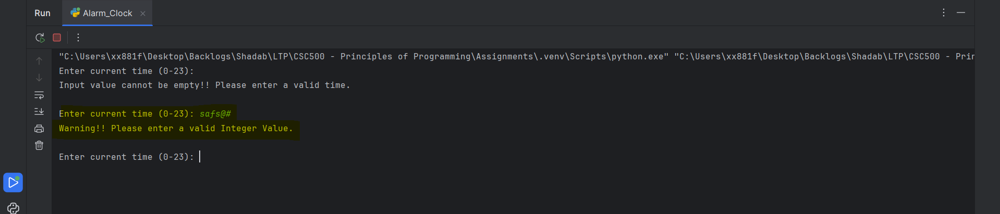 Run Alarm_Clock
"C:\Users\xx881f\Desktop\Backlogs\Shadab\LTP\CSC500 - Principles of Programming\Assignments\.venv\Scripts\python.exe" "C:\Users\xx881f\Desktop\Backlogs\Shadab\LTP\CSC500 - Prin
Enter current time (0-23):
Input value cannot be empty!! Please enter a valid time.
Enter current time (0-23): safs@#
Warning!! Please enter a valid Integer Value.
Enter current time (0-23):